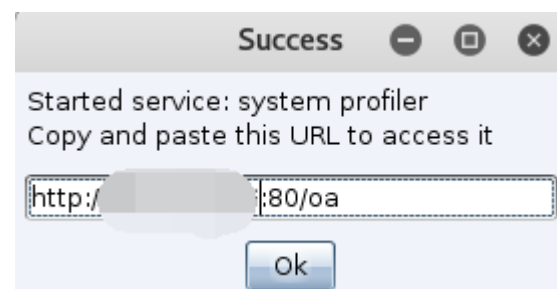 Success
Started service: system profiler
Copy and paste this URL to access it
http:/ :80/oa
Ok